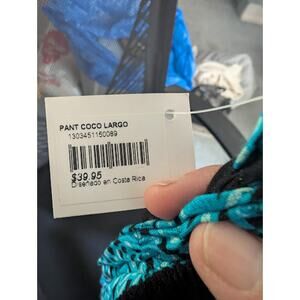 PANT COCO LARGO
1303451150089
$39.95
Diseñado en Costa Rica